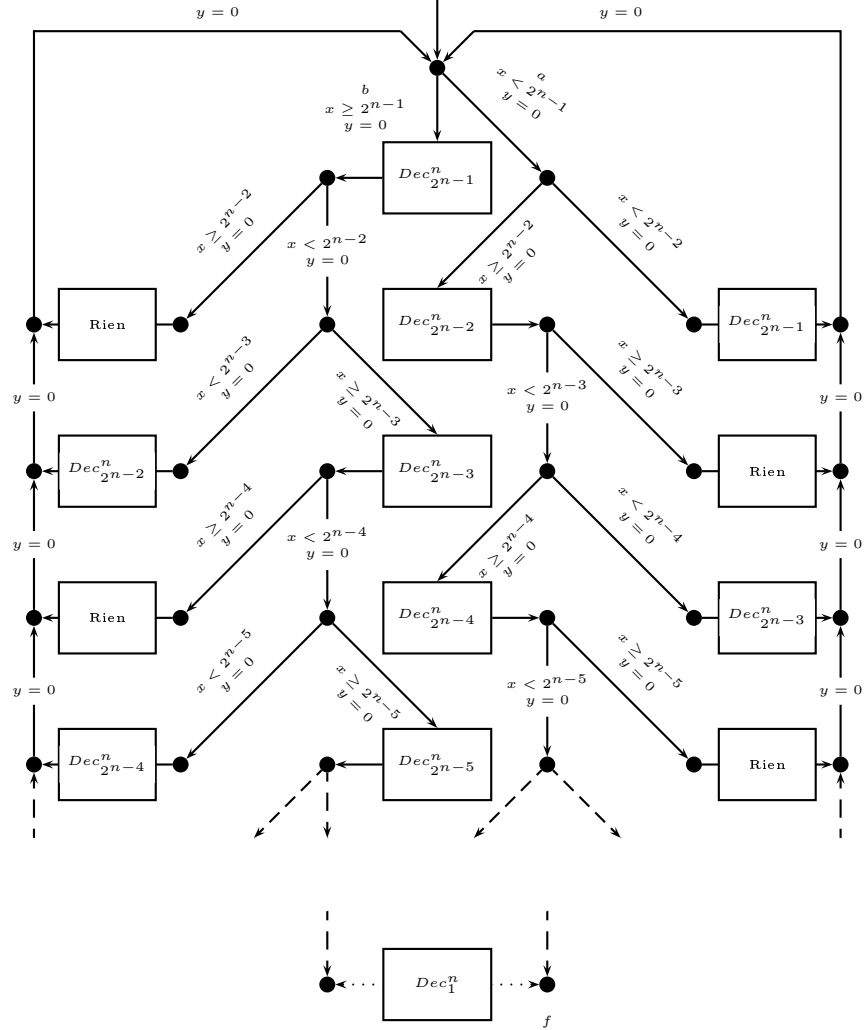 y = 0
y = 0
a
x < 2^{n−1}
y = 0
b
x ≥ 2^{n−1}
y = 0
Dec^n_{2^{n−1}}
x ≥ 2^{n−2}
y = 0
x < 2^{n−2}
y = 0
x ≥ 2^{n−2}
y = 0
x < 2^{n−2}
y = 0
Rien
Dec^n_{2^{n−2}}
Dec^n_{2^{n−1}}
y = 0
x < 2^{n−3}
y = 0
x ≥ 2^{n−3}
y = 0
x < 2^{n−3}
y = 0
x ≥ 2^{n−3}
y = 0
y = 0
Dec^n_{2^{n−2}}
Dec^n_{2^{n−3}}
Rien
y = 0
x ≥ 2^{n−4}
y = 0
x < 2^{n−4}
y = 0
x ≥ 2^{n−4}
y = 0
x < 2^{n−4}
y = 0
y = 0
Rien
Dec^n_{2^{n−4}}
Dec^n_{2^{n−3}}
y = 0
x < 2^{n−5}
y = 0
x ≥ 2^{n−5}
y = 0
x < 2^{n−5}
y = 0
x ≥ 2^{n−5}
y = 0
y = 0
Dec^n_{2^{n−4}}
Dec^n_{2^{n−5}}
Rien
Dec^n_1
f